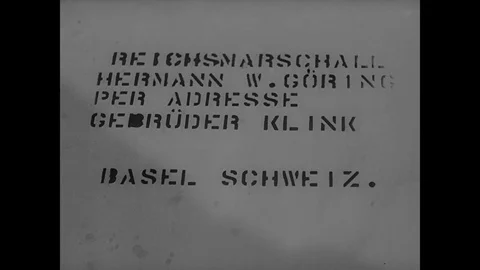 REICHSMARSCHALL
HERMANN W. GÖRING
PER ADRESSE
GEBRÜDER KLINK
BASEL SCHWEIZ.